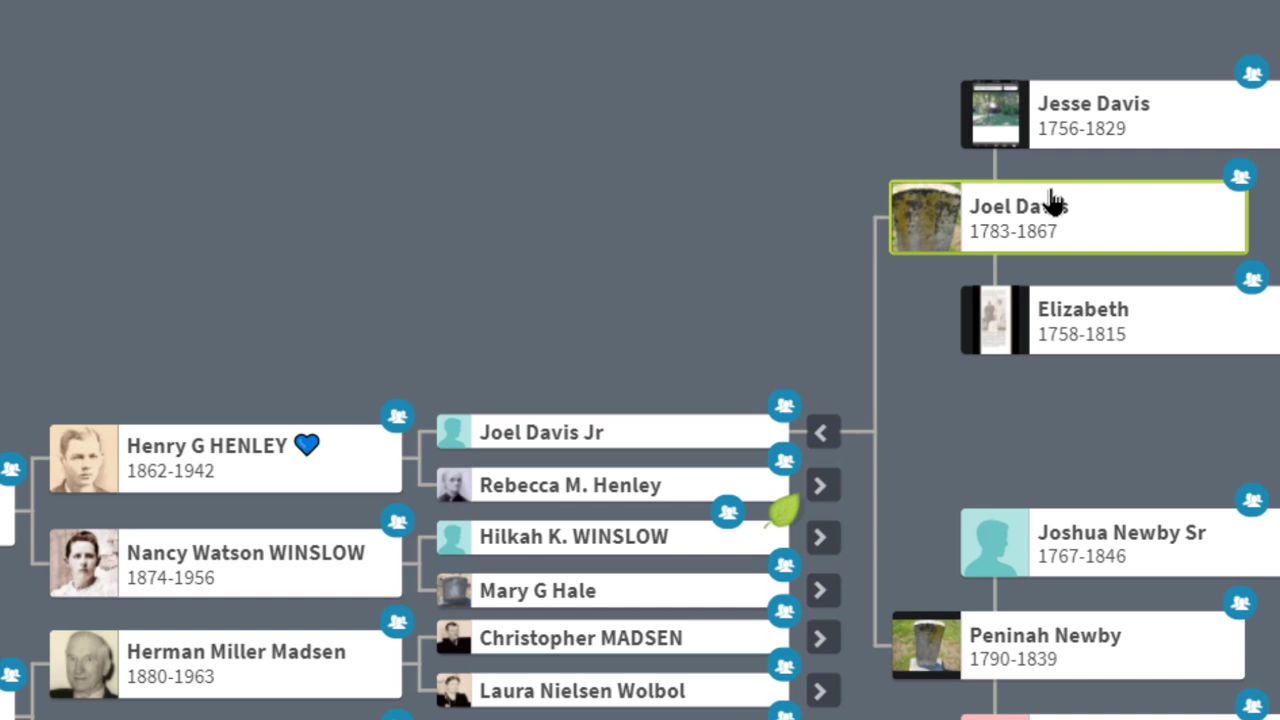 Jesse Davis
1756-1829
Joel Davis
1783-1867
Elizabeth
1758-1815
Henry G HENLEY 💙
1862-1942
Joel Davis Jr
Rebecca M. Henley
Nancy Watson WINSLOW
1874-1956
Hilkah K. WINSLOW
Mary G Hale
Joshua Newby Sr
1767-1846
Herman Miller Madsen
1880-1963
Christopher MADSEN
Laura Nielsen Wolbol
Peninah Newby
1790-1839